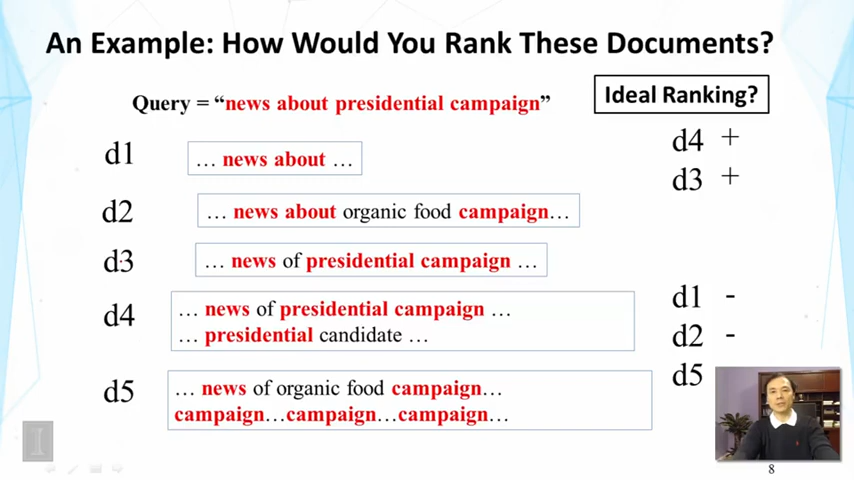 An Example: How Would You Rank These Documents?
Query = “news about presidential campaign”
Ideal Ranking?
d1
… news about …
d2
… news about organic food campaign…
d3
… news of presidential campaign …
d4
… news of presidential campaign …
… presidential candidate …
d5
… news of organic food campaign…
campaign…campaign…campaign…
d4 +
d3 +
d1 -
d2 -
d5
8